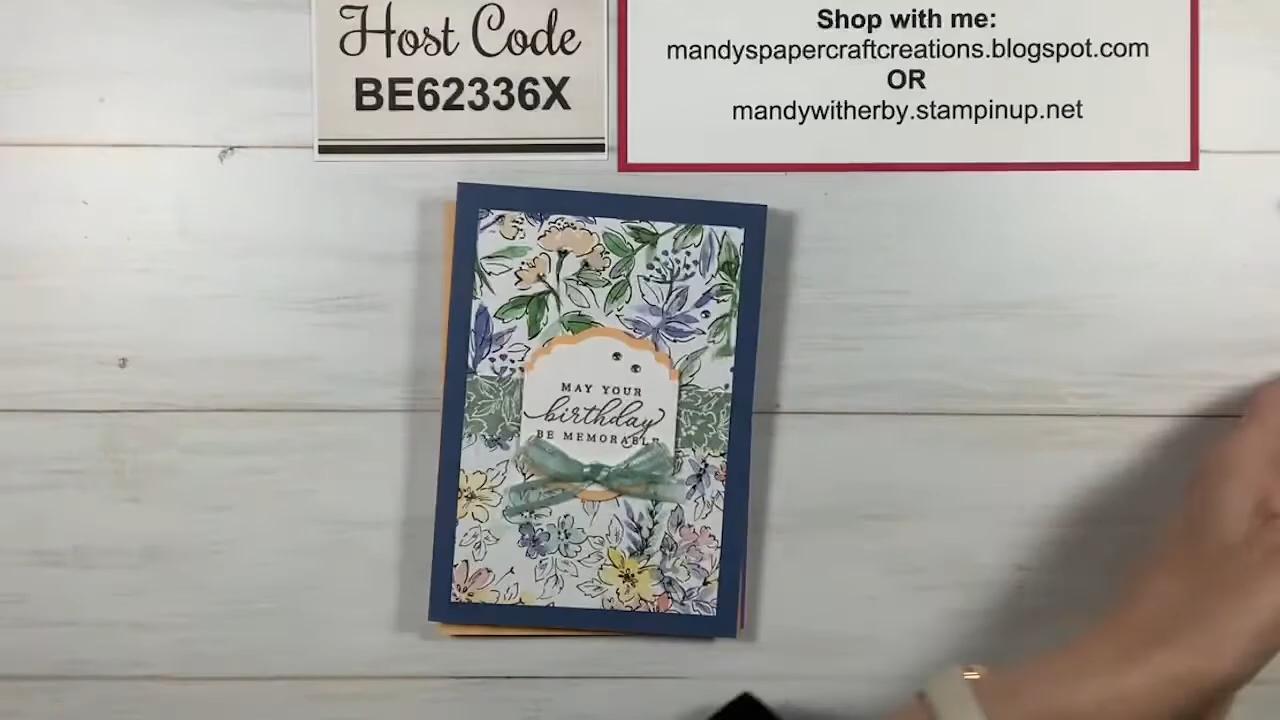 Host Code
BE62336X
Shop with me:
mandyspapercraftcreations.blogspot.com
OR
mandywitherby.stampinup.net
MAY YOUR
birthday
BE MEMORABLE